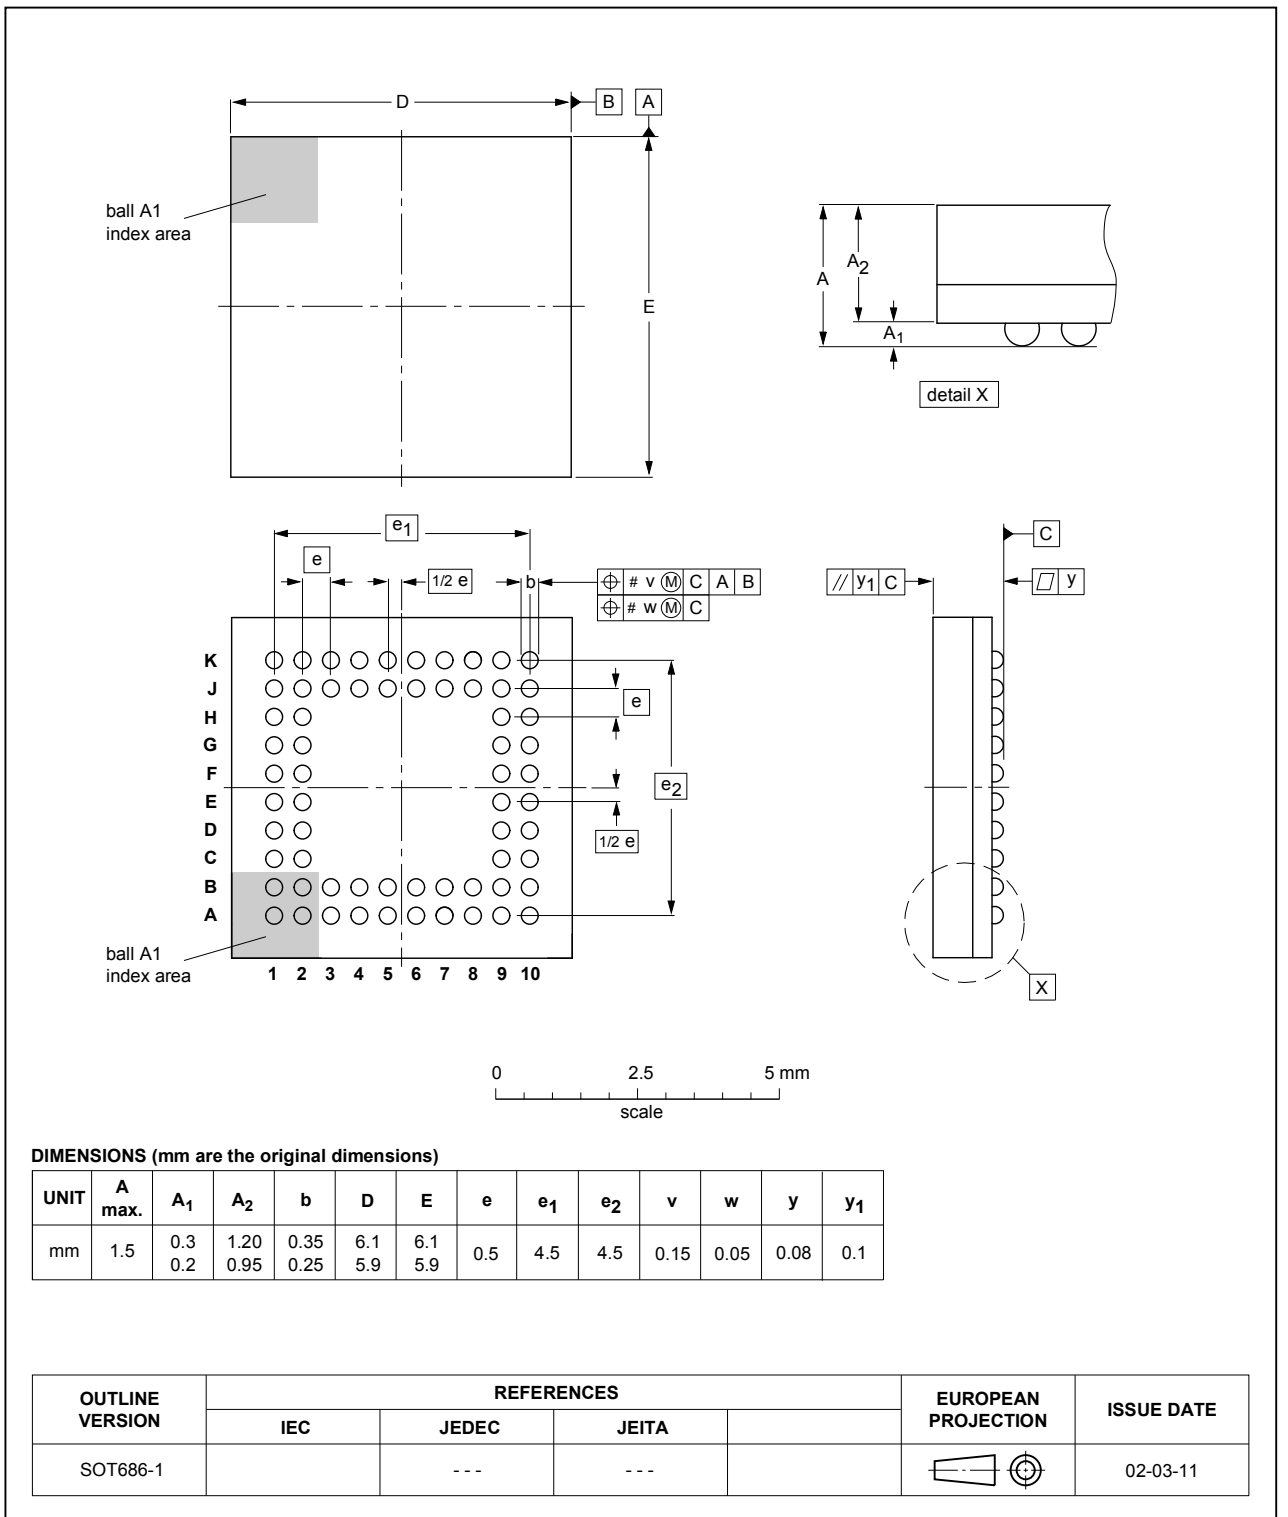 D
B
A
ball A1
index area
E
A
A2
A1
detail X
e1
e
1/2 e
b
# v M C A B
# w M C
C
// y1 C
y
K
J
H
G
F
E
D
C
B
A
e
e2
1/2 e
ball A1
index area
1 2 3 4 5 6 7 8 9 10
X
0 2.5 5 mm
scale
DIMENSIONS (mm are the original dimensions)
UNIT A max. A1 A2 b D E e e1 e2 v w y y1
mm 1.5 0.3 0.2 1.20 0.95 0.35 0.25 6.1 5.9 6.1 5.9 0.5 4.5 4.5 0.15 0.05 0.08 0.1
OUTLINE VERSION REFERENCES EUROPEAN PROJECTION ISSUE DATE
IEC JEDEC JEITA
SOT686-1 - - - - - - 02-03-11